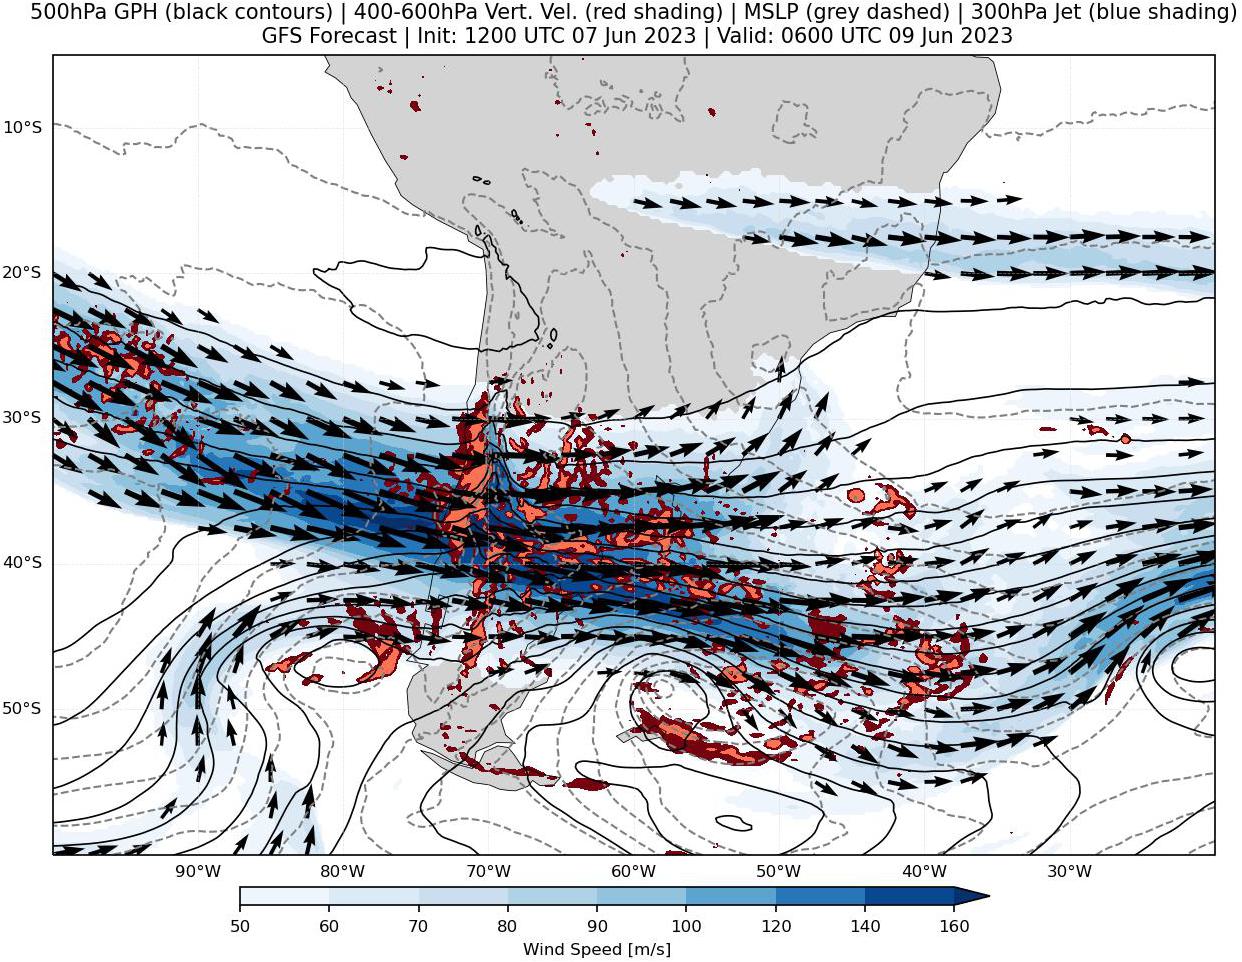 500hPa GPH (black contours) | 400-600hPa Vert. Vel. (red shading) | MSLP (grey dashed) | 300hPa Jet (blue shading)
GFS Forecast | Init: 1200 UTC 07 Jun 2023 | Valid: 0600 UTC 09 Jun 2023
10°S
20°S
30°S
40°S
50°S
90°W 80°W 70°W 60°W 50°W 40°W 30°W
50 60 70 80 90 100 120 140 160
Wind Speed [m/s]